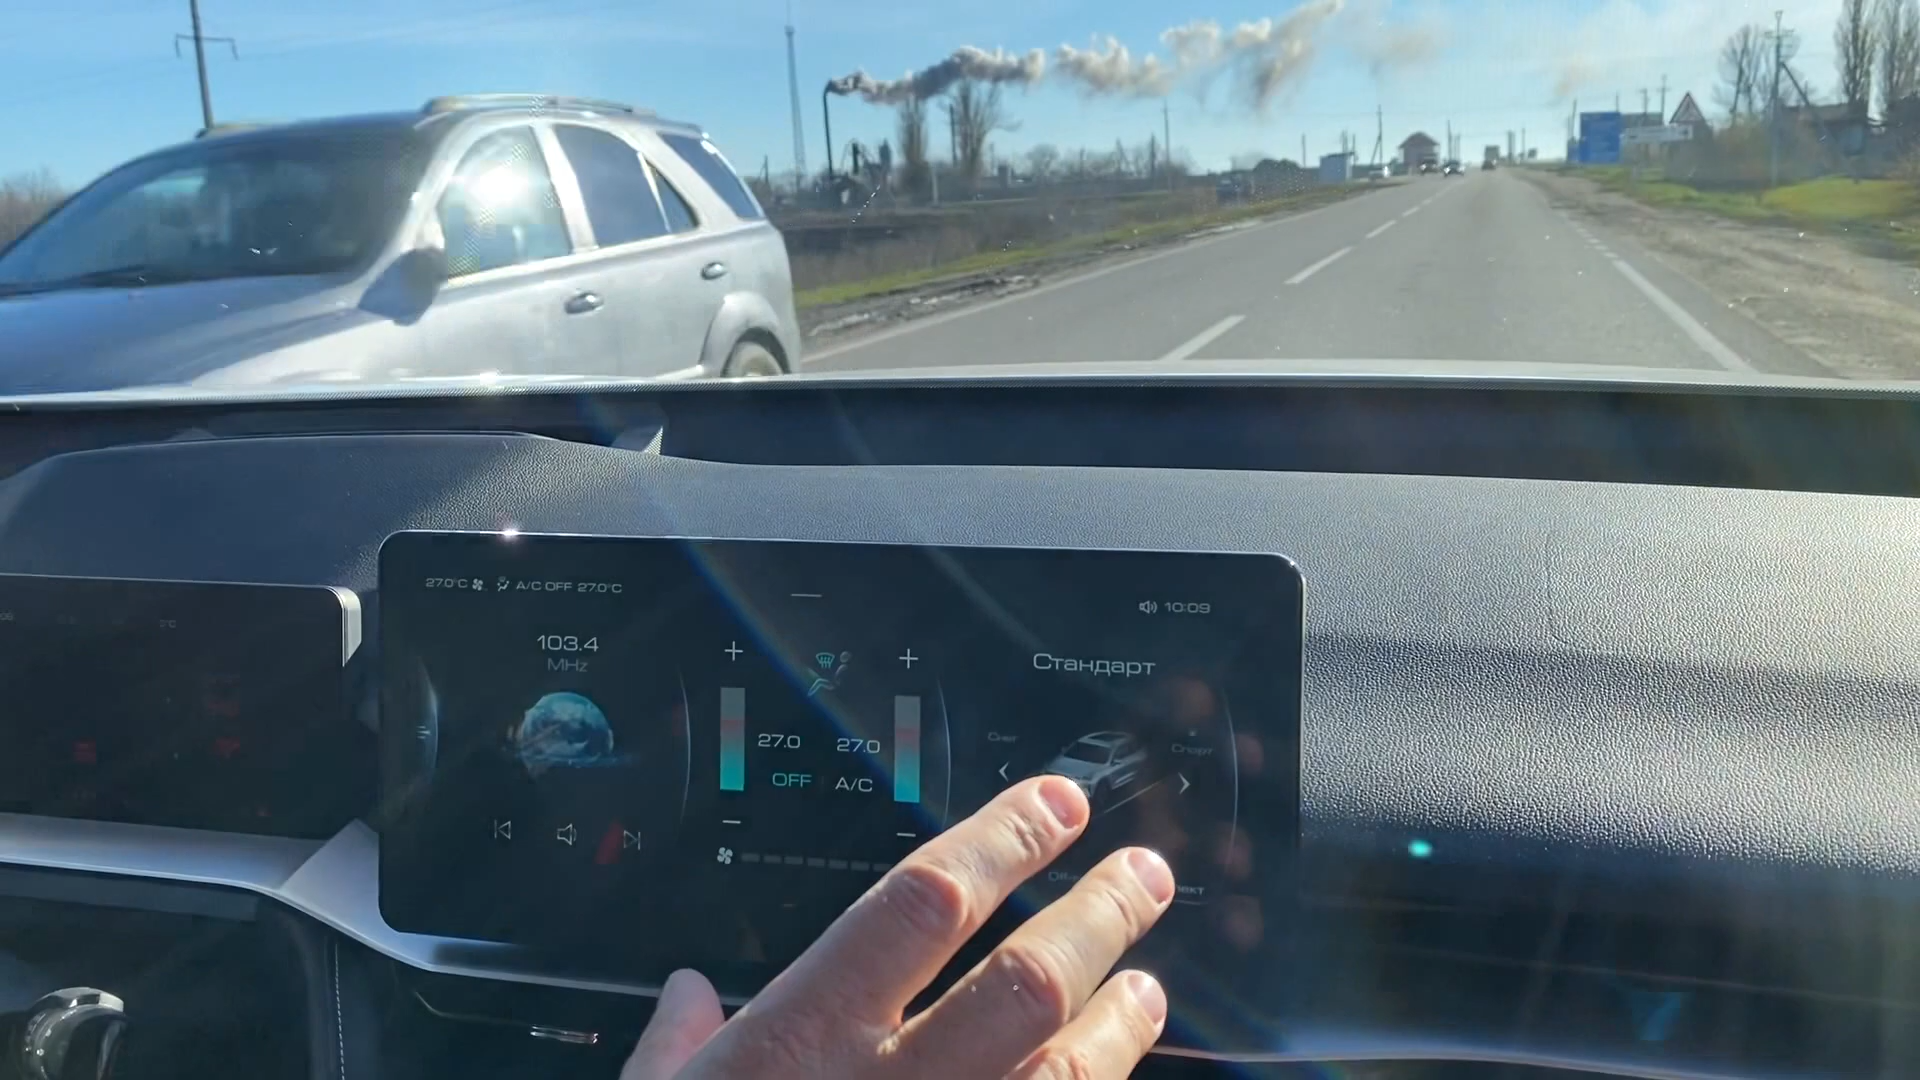 27.0°C A/C OFF 27.0°C
10:09
103.4
MHz
Стандарт
27.0 27.0
OFF A/C
Снег
Спорт